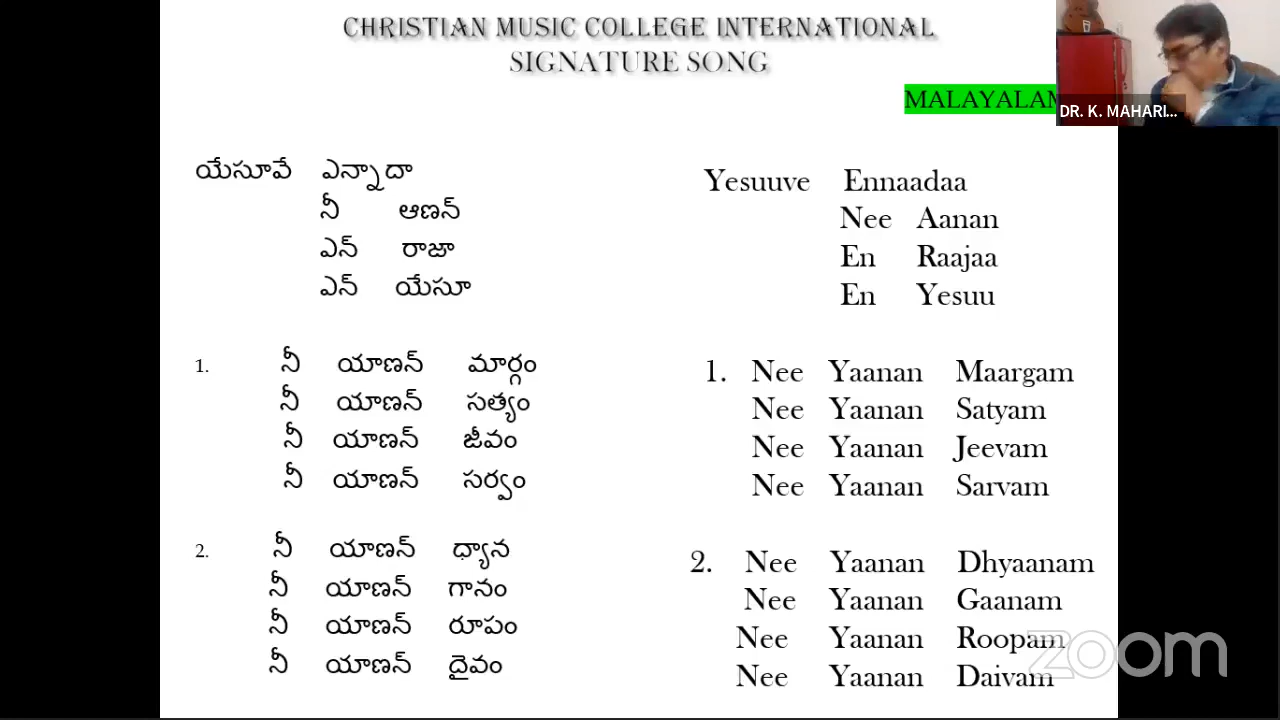 CHRISTIAN MUSIC COLLEGE INTERNATIONAL
SIGNATURE SONG
MALAYALAM
DR. K. MAHARI...
యేసూవే ఎన్నాదా
నీ ఆణన్
ఎన్ రాజా
ఎన్ యేసూ
1. నీ యాణన్ మార్గం
నీ యాణన్ సత్యం
నీ యాణన్ జీవం
నీ యాణన్ సర్వం
2. నీ యాణన్ ధ్యాన
నీ యాణన్ గానం
నీ యాణన్ రూపం
నీ యాణన్ దైవం
Yesuuve Ennaadaa
Nee Aanan
En Raajaa
En Yesuu
1. Nee Yaanan Maargam
Nee Yaanan Satyam
Nee Yaanan Jeevam
Nee Yaanan Sarvam
2. Nee Yaanan Dhyaanam
Nee Yaanan Gaanam
Nee Yaanan Roopam
Nee Yaanan Daivam
zoom